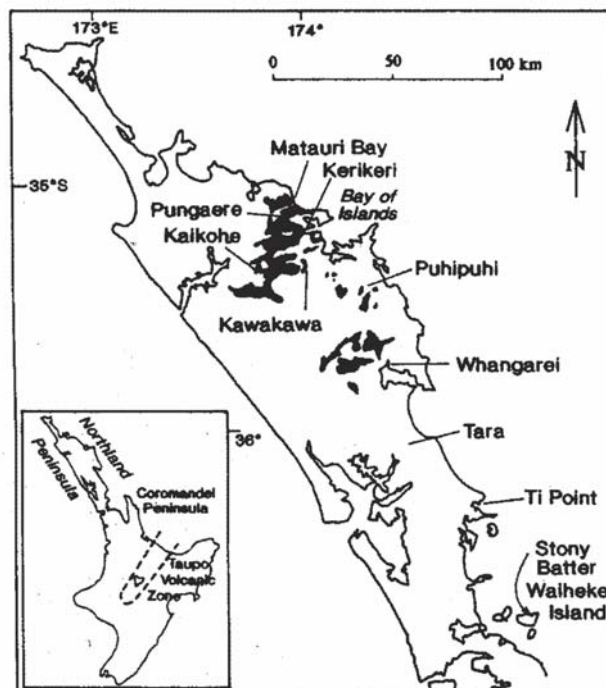 173°E
174°
0
50
100 km
N
Matauri Bay
Kerikeri
35°S
Bay of
Islands
Pungaere
Kaikohe
Puhipuhi
Kawakawa
Whangarei
36°
Tara
Northland
Peninsula
Coromandel
Peninsula
Ti Point
Taupo
Volcanic
Zone
Stony
Batter
Waiheke
Island